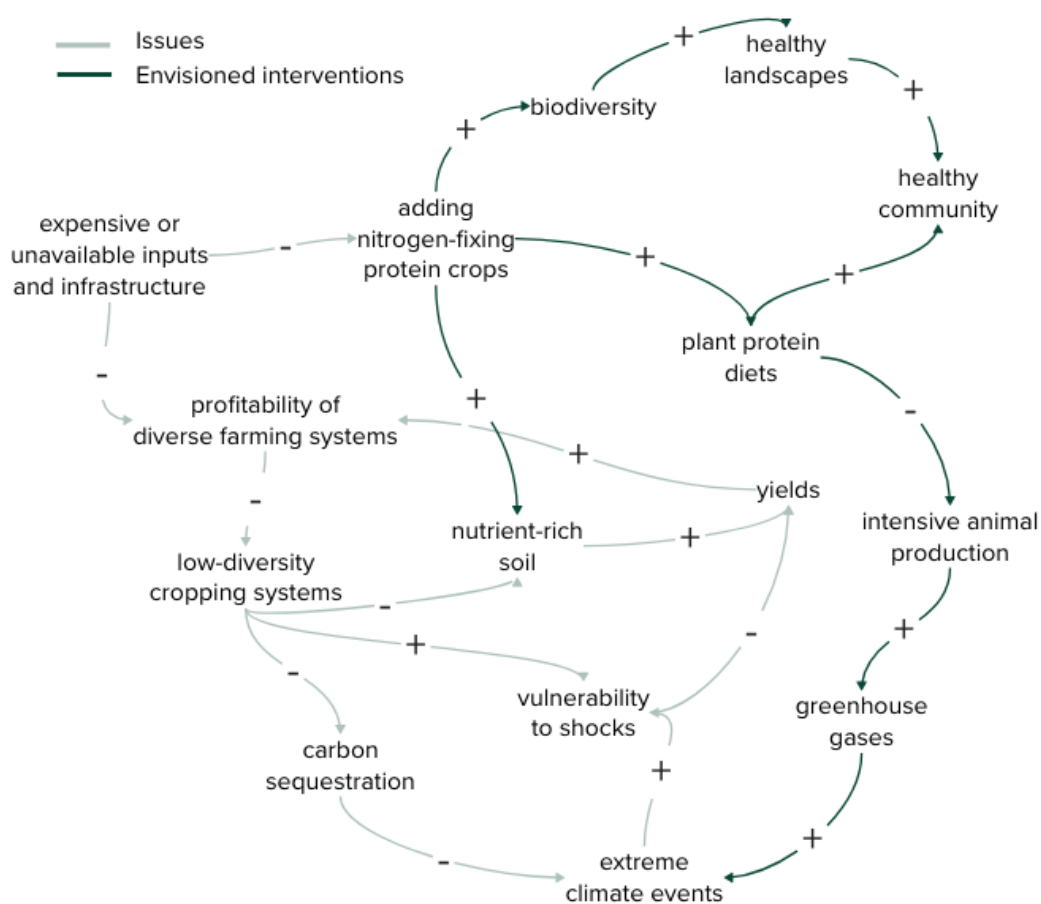 Issues
Envisioned interventions
healthy
landscapes
+
+
biodiversity
+
healthy
community
adding
nitrogen-fixing
protein crops
expensive or
unavailable inputs
and infrastructure
-
+
+
plant protein
diets
-
+
-
profitability of
diverse farming systems
+
yields
-
nutrient-rich
soil
+
intensive animal
production
low-diversity
cropping systems
-
+
-
-
+
vulnerability
to shocks
greenhouse
gases
carbon
sequestration
+
+
-
extreme
climate events